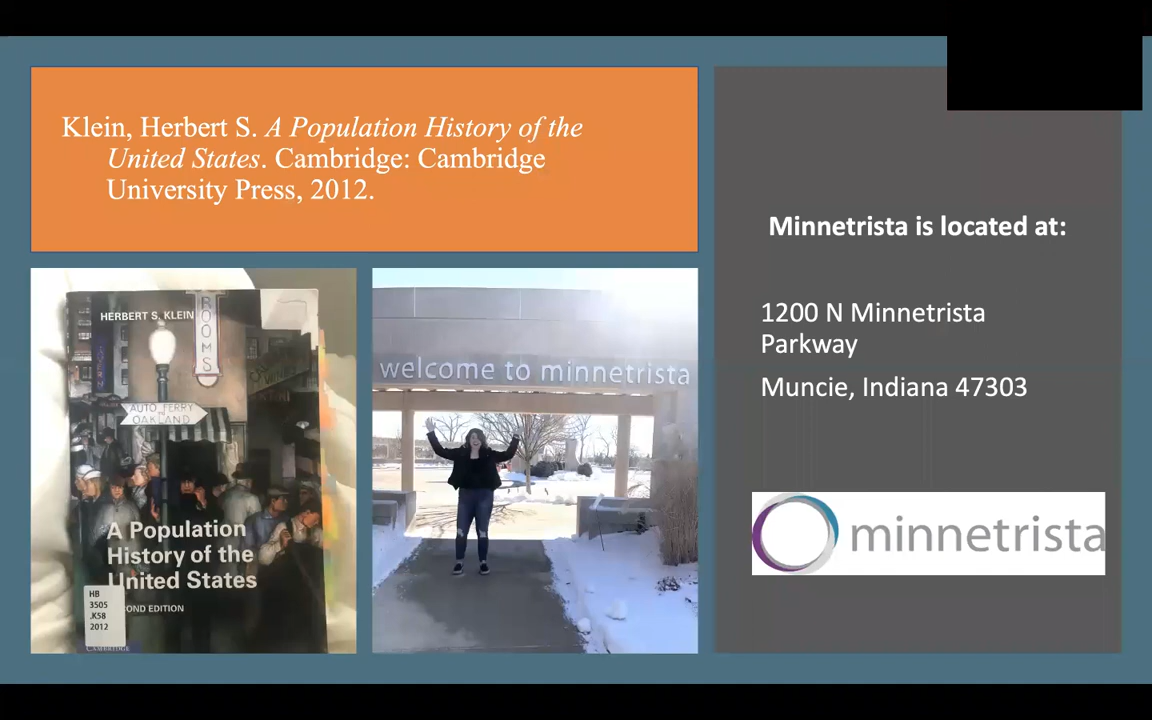 Klein, Herbert S. A Population History of the
United States. Cambridge: Cambridge
University Press, 2012.
HERBERT S. KLEIN
ROOMS
AUTO FERRY
OAKLAND
A Population
History of the
United States
OND EDITION
HB
3505
.K58
2012
CAMBRIDGE
welcome to minnetrista
Minnetrista is located at:
1200 N Minnetrista
Parkway
Muncie, Indiana 47303
minnetrista